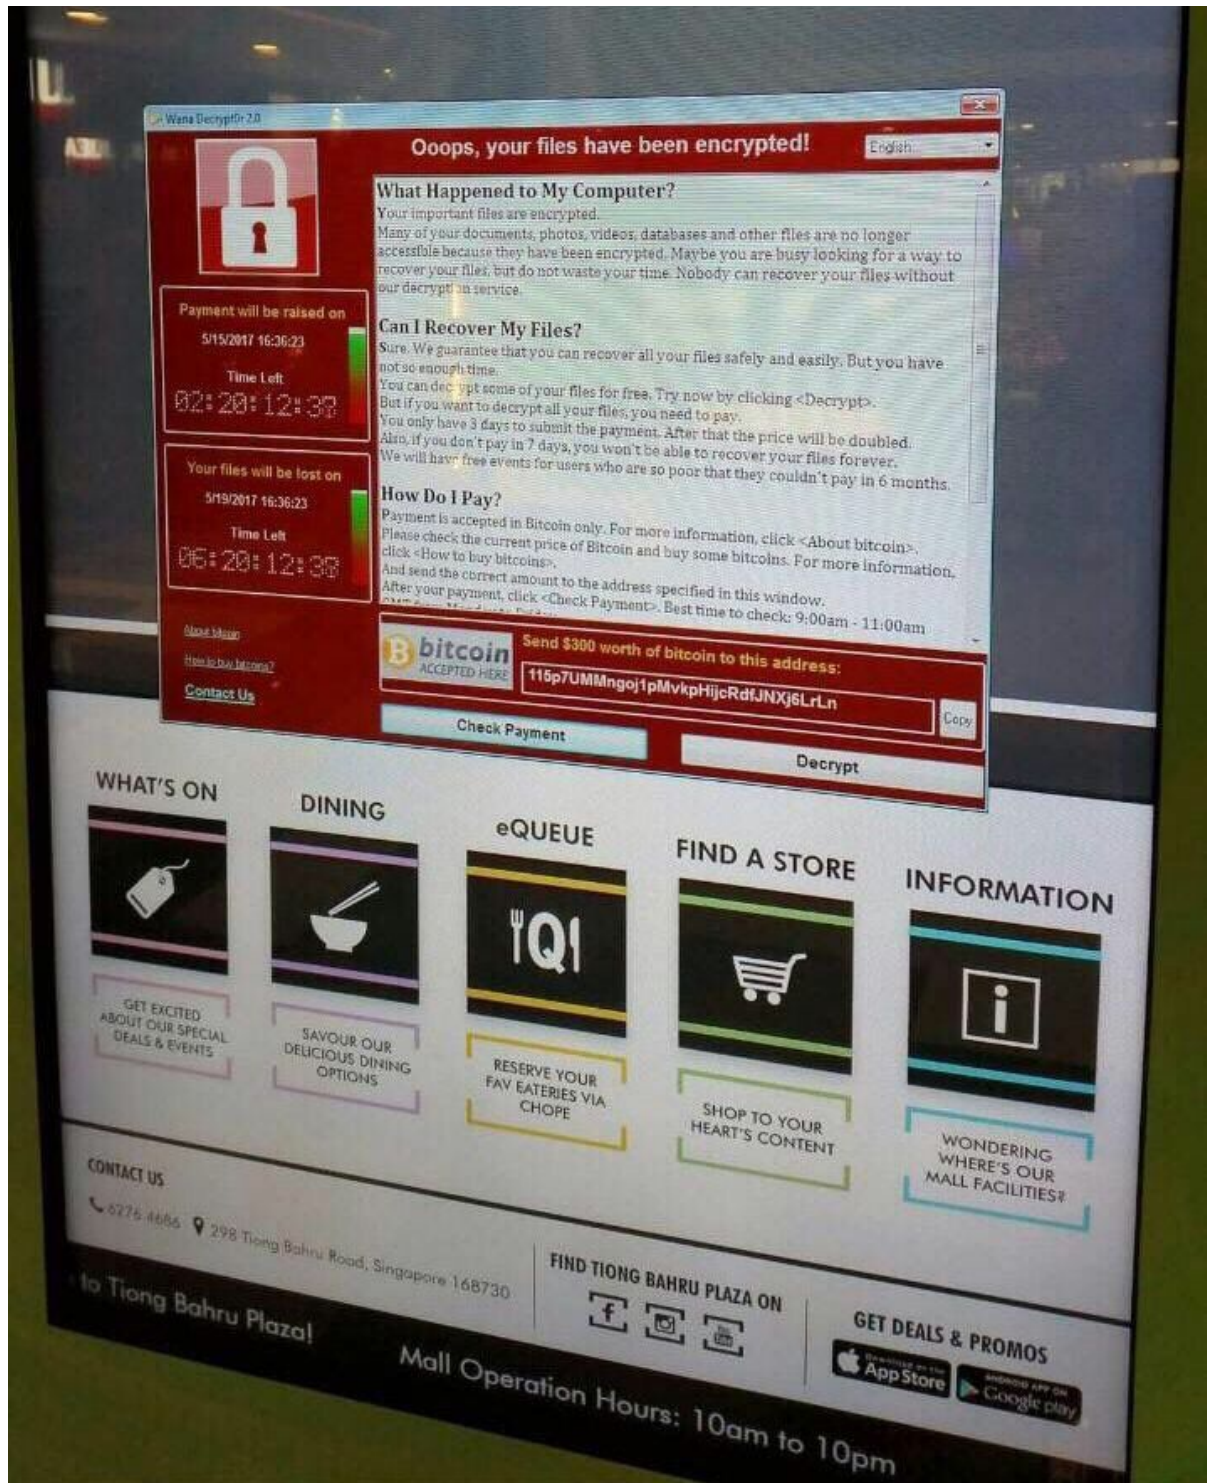 Wana Decrypt0r 2.0
Ooops, your files have been encrypted!
English
What Happened to My Computer?
Your important files are encrypted.
Many of your documents, photos, videos, databases and other files are no longer
accessible because they have been encrypted. Maybe you are busy looking for a way to
recover your files, but do not waste your time. Nobody can recover your files without
our decryption service.
Can I Recover My Files?
Sure. We guarantee that you can recover all your files safely and easily. But you have
not so enough time.
You can decrypt some of your files for free. Try now by clicking <Decrypt>.
But if you want to decrypt all your files, you need to pay.
You only have 3 days to submit the payment. After that the price will be doubled.
Also, if you don't pay in 7 days, you won't be able to recover your files forever.
We will have free events for users who are so poor that they couldn't pay in 6 months.
How Do I Pay?
Payment is accepted in Bitcoin only. For more information, click <About bitcoin>.
Please check the current price of Bitcoin and buy some bitcoins. For more information,
click <How to buy bitcoins>.
And send the correct amount to the address specified in this window.
After your payment, click <Check Payment>. Best time to check: 9:00am - 11:00am
Payment will be raised on
5/15/2017 16:36:23
Time Left
02:20:12:
Your files will be lost on
5/19/2017 16:36:23
Time Left
06:20:12:
About bitcoin
How to buy bitcoins?
Contact Us
bitcoin
ACCEPTED HERE
Send $300 worth of bitcoin to this address:
115p7UMMngoj1pMvkpHijcRdfJNXj6LrLn
Copy
Check Payment
Decrypt
WHAT'S ON
GET EXCITED
ABOUT OUR SPECIAL
DEALS & EVENTS
DINING
SAVOUR OUR
DELICIOUS DINING
OPTIONS
eQUEUE
Q
RESERVE YOUR
FAV EATERIES VIA
CHOPE
FIND A STORE
SHOP TO YOUR
HEART'S CONTENT
INFORMATION
i
WONDERING
WHERE'S OUR
MALL FACILITIES?
CONTACT US
6276 4686 298 Tiong Bahru Road, Singapore 168730
FIND TIONG BAHRU PLAZA ON
f
You
Tube
GET DEALS & PROMOS
Download on the
App Store
ANDROID APP ON
Google play
to Tiong Bahru Plaza!
Mall Operation Hours: 10am to 10pm